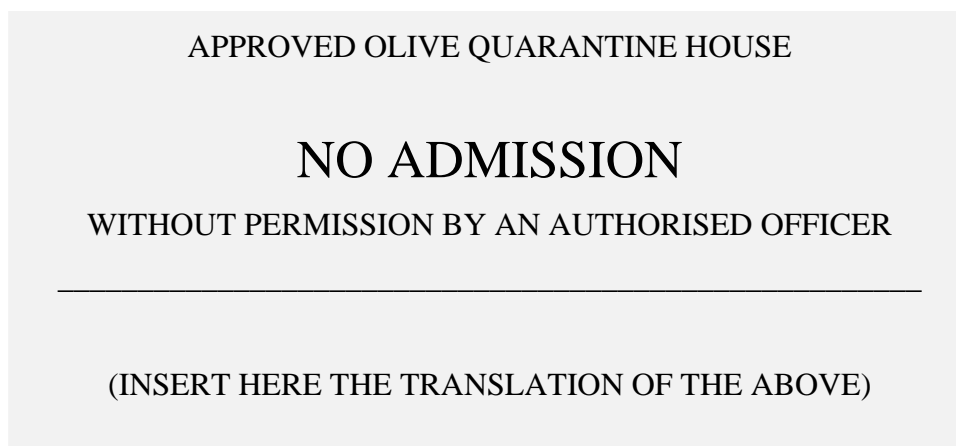 APPROVED OLIVE QUARANTINE HOUSE
NO ADMISSION
WITHOUT PERMISSION BY AN AUTHORISED OFFICER
(INSERT HERE THE TRANSLATION OF THE ABOVE)